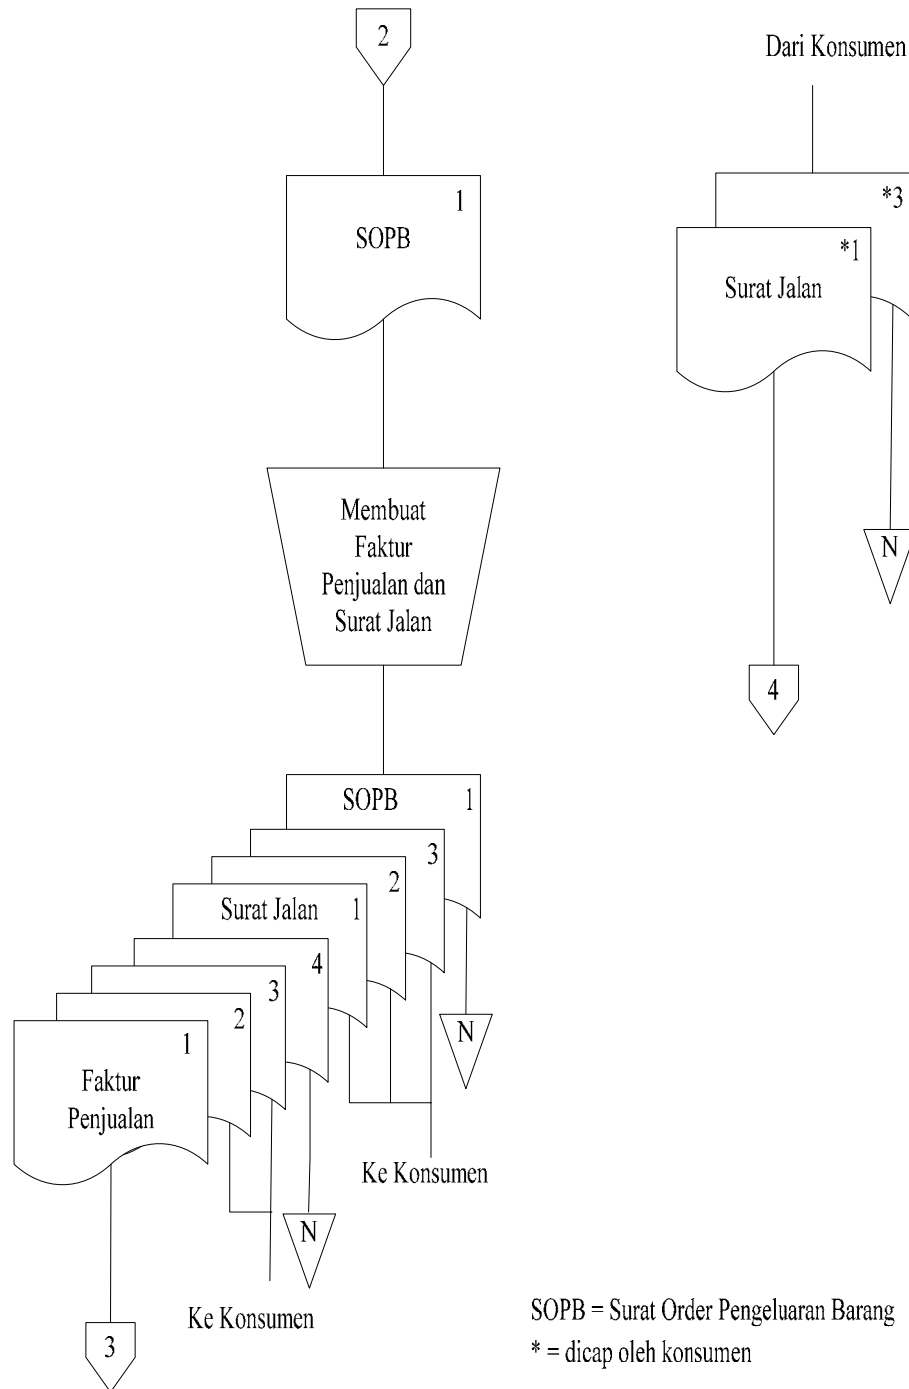 2
Dari Konsumen
1
SOPB
*3
*1
Surat Jalan
Membuat
Faktur
Penjualan dan
Surat Jalan
N
4
SOPB 1
3
2
Surat Jalan 1
4
3
2
1
Faktur
Penjualan
N
Ke Konsumen
N
Ke Konsumen
3
SOPB = Surat Order Pengeluaran Barang
* = dicap oleh konsumen